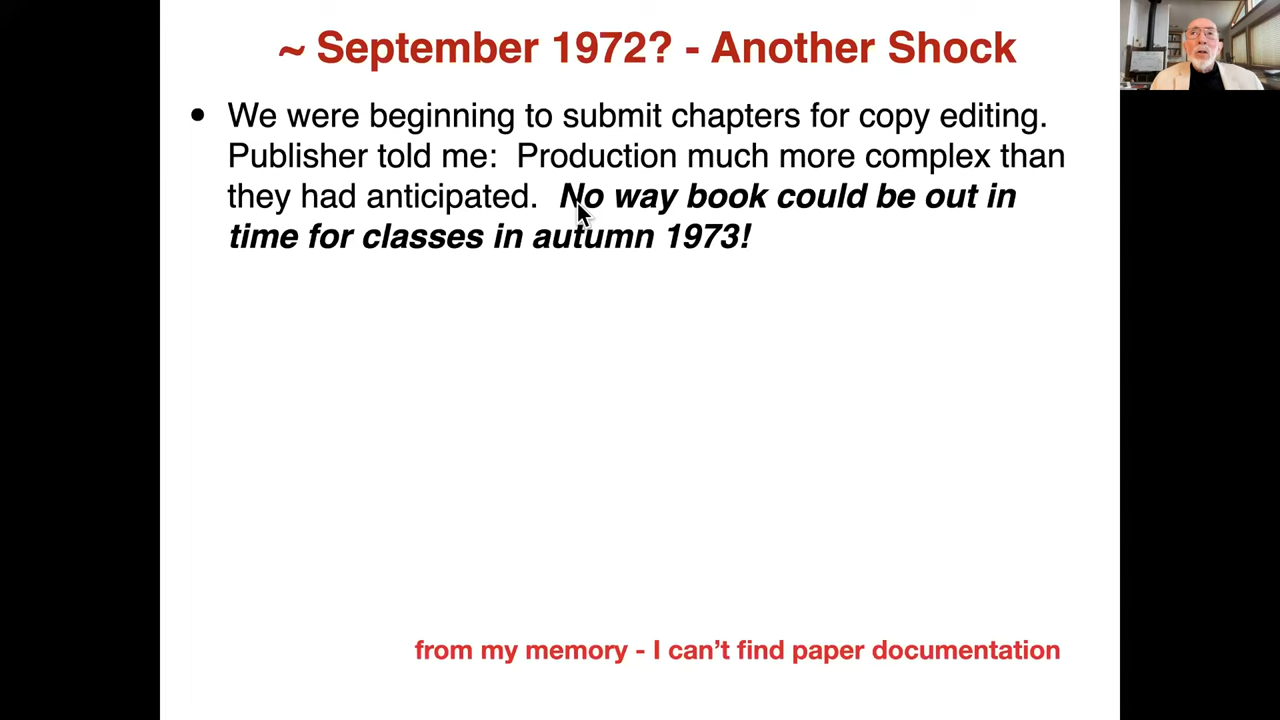 ~ September 1972? - Another Shock
• We were beginning to submit chapters for copy editing.
Publisher told me: Production much more complex than
they had anticipated. No way book could be out in
time for classes in autumn 1973!
from my memory - I can’t find paper documentation